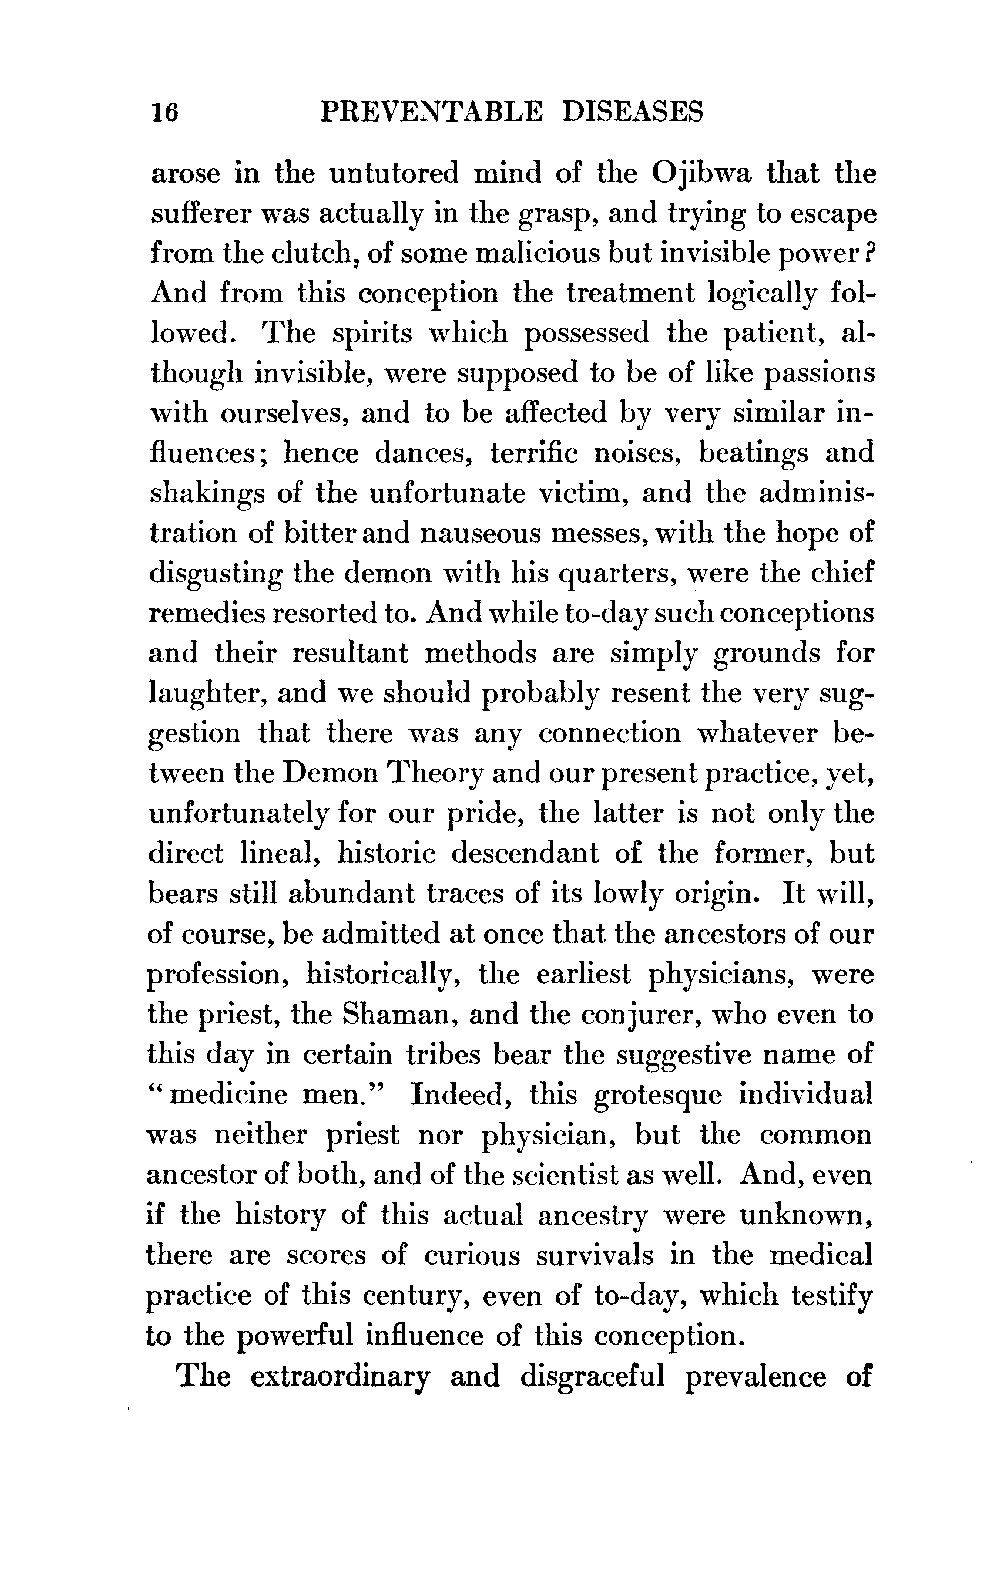 16 PREVENTABLE DISEASES
arose in the untutored mind of the Ojibwa that the
sufferer was actually in the grasp, and trying to escape
from the clutch, of some malicious but invisible power?
And from this conception the treatment logically fol-
lowed. The spirits which possessed the patient, al-
though invisible, were supposed to be of like passions
with ourselves, and to be affected by very similar in-
fluences; hence dances, terrific noises, beatings and
shakings of the unfortunate victim, and the adminis-
tration of bitter and nauseous messes, with the hope of
disgusting the demon with his quarters, were the chief
remedies resorted to. And while to-day such conceptions
and their resultant methods are simply grounds for
laughter, and we should probably resent the very sug-
gestion that there was any connection whatever be-
tween the Demon Theory and our present practice, yet,
unfortunately for our pride, the latter is not only the
direct lineal, historic descendant of the former, but
bears still abundant traces of its lowly origin. It will,
of course, be admitted at once that the ancestors of our
profession, historically, the earliest physicians, were
the priest, the Shaman, and the conjurer, who even to
this day in certain tribes bear the suggestive name of
"medicine men." Indeed, this grotesque individual
was neither priest nor physician, but the common
ancestor of both, and of the scientist as well. And, even
if the history of this actual ancestry were unknown,
there are scores of curious survivals in the medical
practice of this century, even of to-day, which testify
to the powerful influence of this conception.
The extraordinary and disgraceful prevalence of